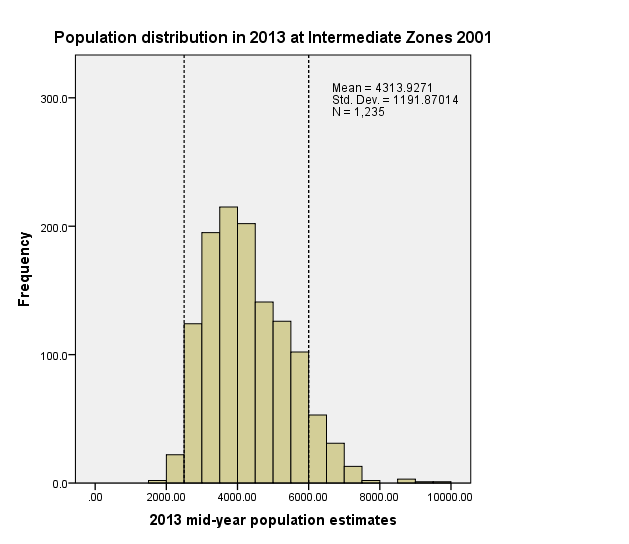 Population distribution in 2013 at Intermediate Zones 2001
Mean = 4313.9271
Std. Dev. = 1191.87014
N = 1,235
300.0
200.0
100.0
0.0
Frequency
.00 2000.00 4000.00 6000.00 8000.00 10000.00
2013 mid-year population estimates